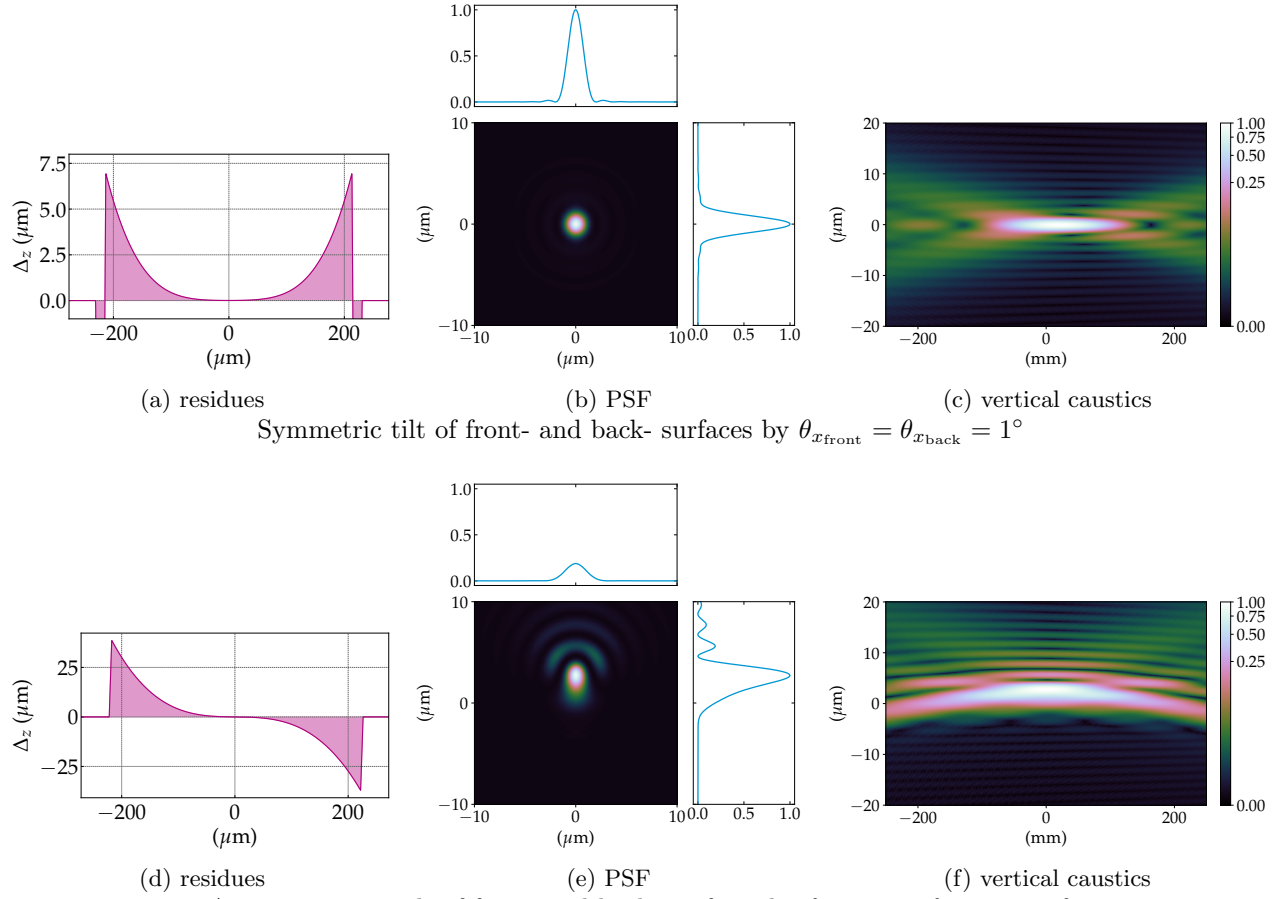 1.0
0.5
0.0
7.5
5.0
2.5
0.0
Δz (μm)
−200 0 200
(μm)
10
0
−10
(μm)
−10 0 10
(μm)
0.0 0.5 1.0
20
10
0
−10
−20
(μm)
−200 0 200
(mm)
1.00
0.75
0.50
0.25
0.00
(a) residues
(b) PSF
(c) vertical caustics
Symmetric tilt of front- and back- surfaces by θx_front = θx_back = 1°
1.0
0.5
0.0
25
0
−25
Δz (μm)
−200 0 200
(μm)
10
0
−10
(μm)
−10 0 10
(μm)
0.0 0.5 1.0
20
10
0
−10
−20
(μm)
−200 0 200
(mm)
1.00
0.75
0.50
0.25
0.00
(d) residues
(e) PSF
(f) vertical caustics